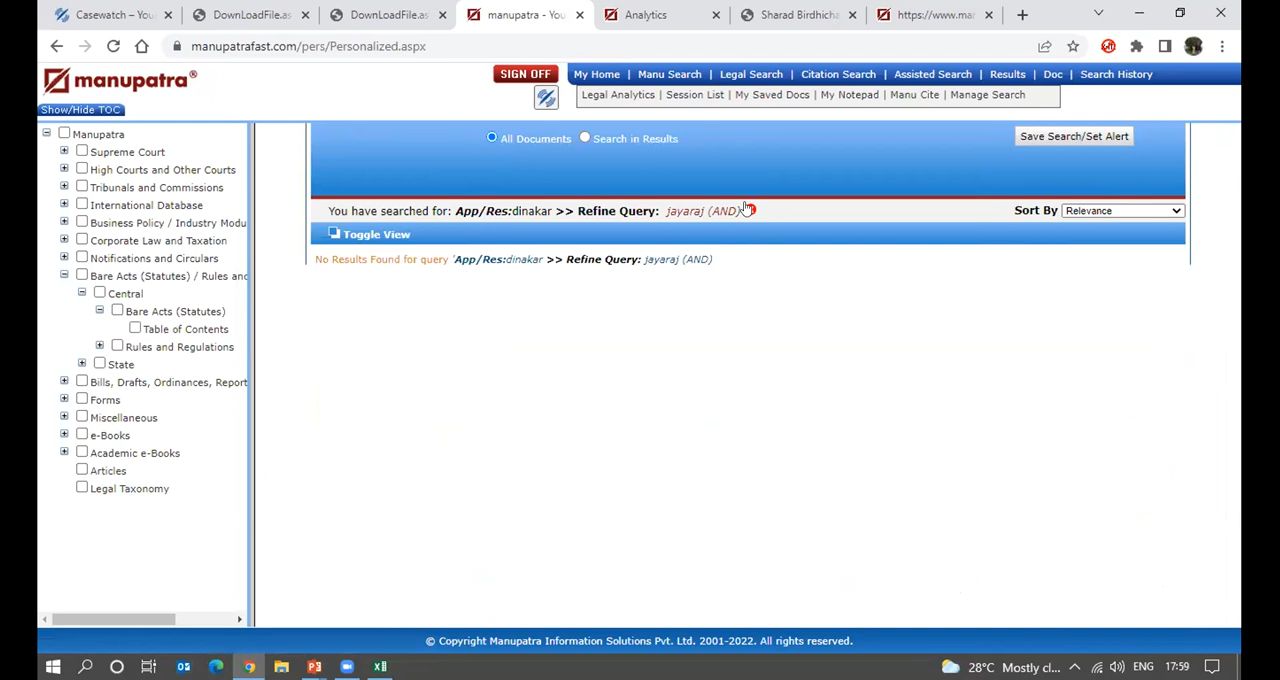 Casewatch – You
DownLoadFile.as
DownLoadFile.as
manupatra - You
Analytics
Sharad Birdhicha
https://www.mar
manupatrafast.com/pers/Personalized.aspx
manupatra®
SIGN OFF
My Home | Manu Search | Legal Search | Citation Search | Assisted Search | Results | Doc | Search History
Legal Analytics | Session List | My Saved Docs | My Notepad | Manu Cite | Manage Search
Show/Hide TOC
Manupatra
Supreme Court
High Courts and Other Courts
Tribunals and Commissions
International Database
Business Policy / Industry Modu
Corporate Law and Taxation
Notifications and Circulars
Bare Acts (Statutes) / Rules and
Central
Bare Acts (Statutes)
Table of Contents
Rules and Regulations
State
Bills, Drafts, Ordinances, Report
Forms
Miscellaneous
e-Books
Academic e-Books
Articles
Legal Taxonomy
All Documents Search in Results
Save Search/Set Alert
You have searched for: App/Res:dinakar >> Refine Query: jayaraj (AND)
Sort By Relevance
Toggle View
No Results Found for query 'App/Res:dinakar >> Refine Query: jayaraj (AND)
© Copyright Manupatra Information Solutions Pvt. Ltd. 2001-2022. All rights reserved.
28°C Mostly cl... ENG 17:59